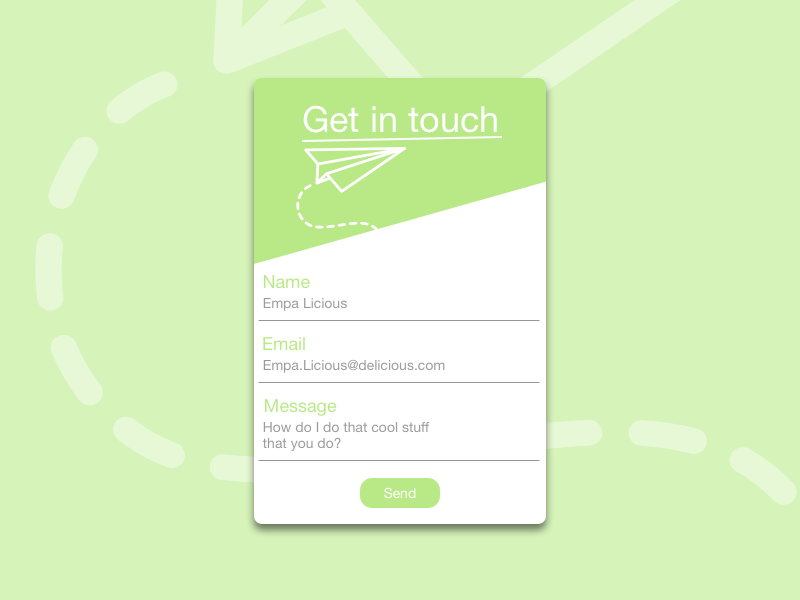 Get in touch
Name
Empa Licious
Email
Empa.Licious@delicious.com
Message
How do I do that cool stuff
that you do?
Send